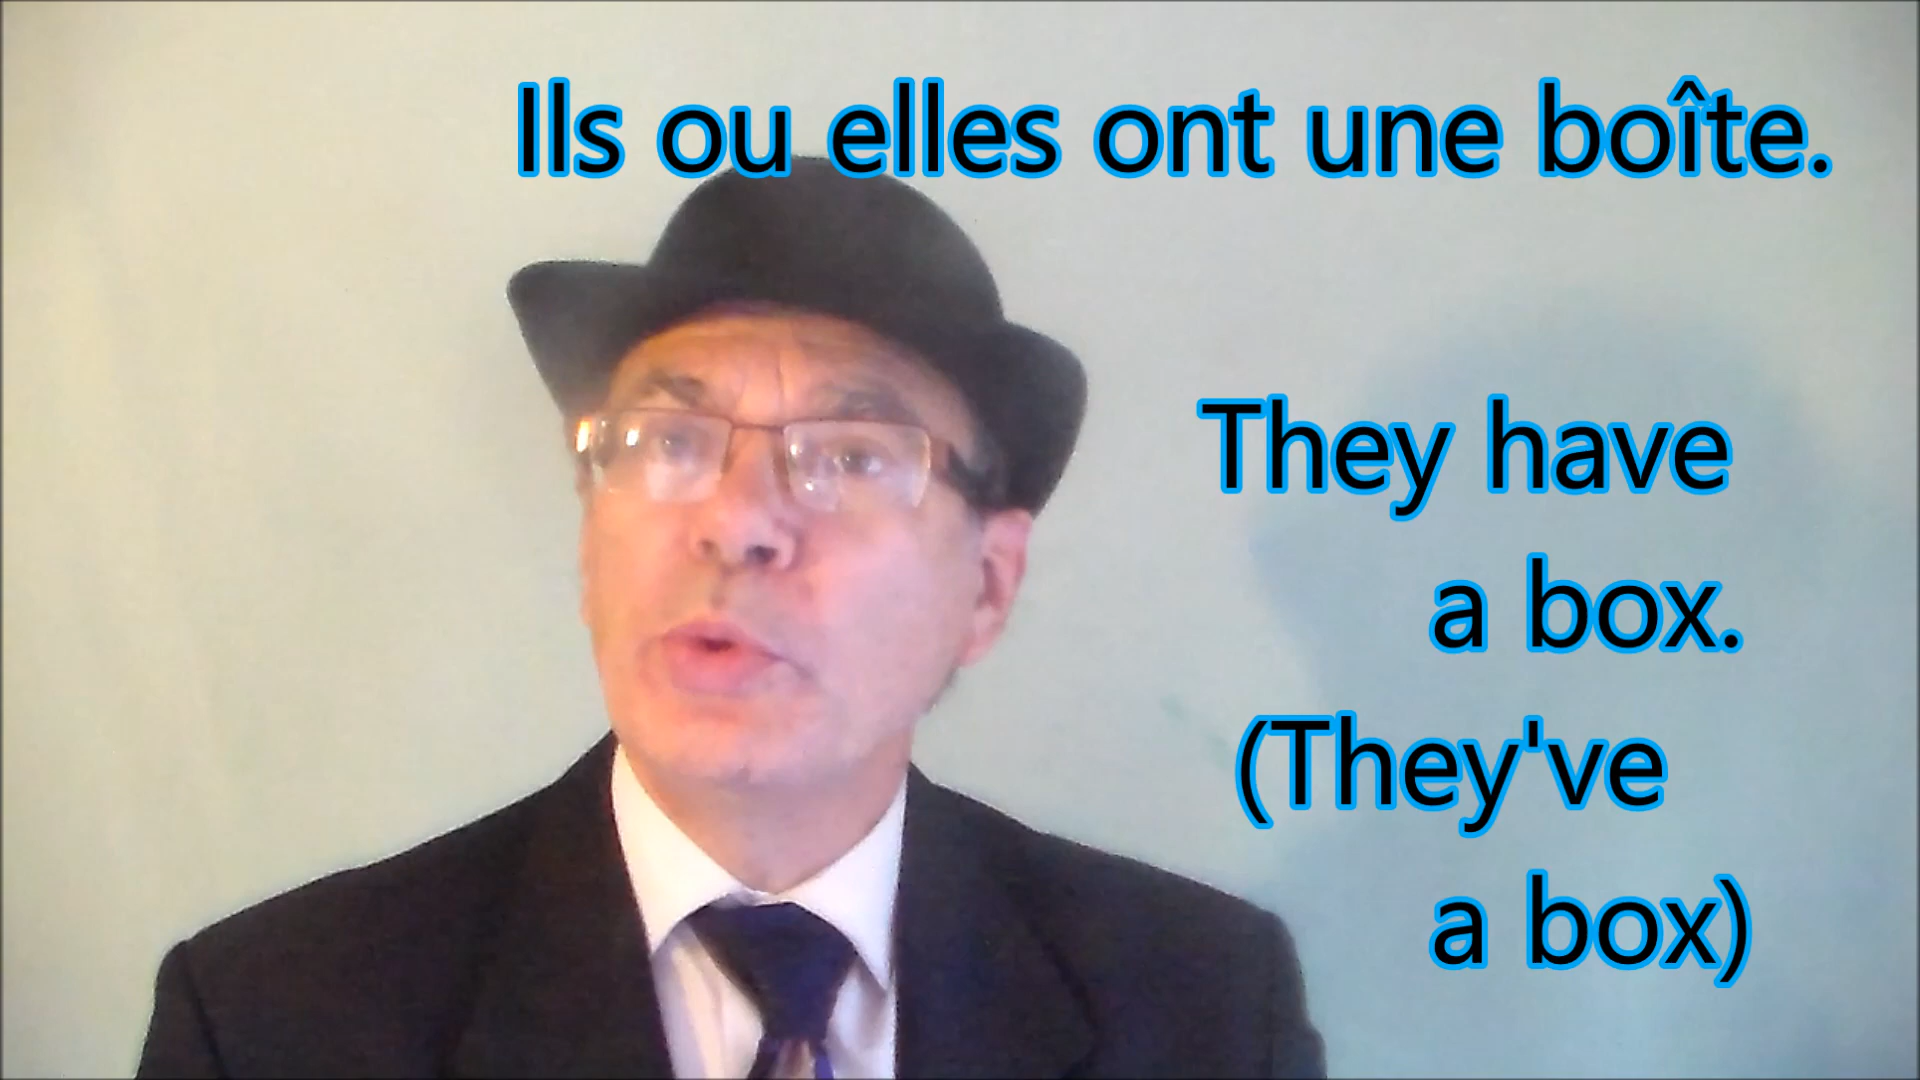 Ils ou elles ont une boîte.
They have
a box.
(They've
a box)